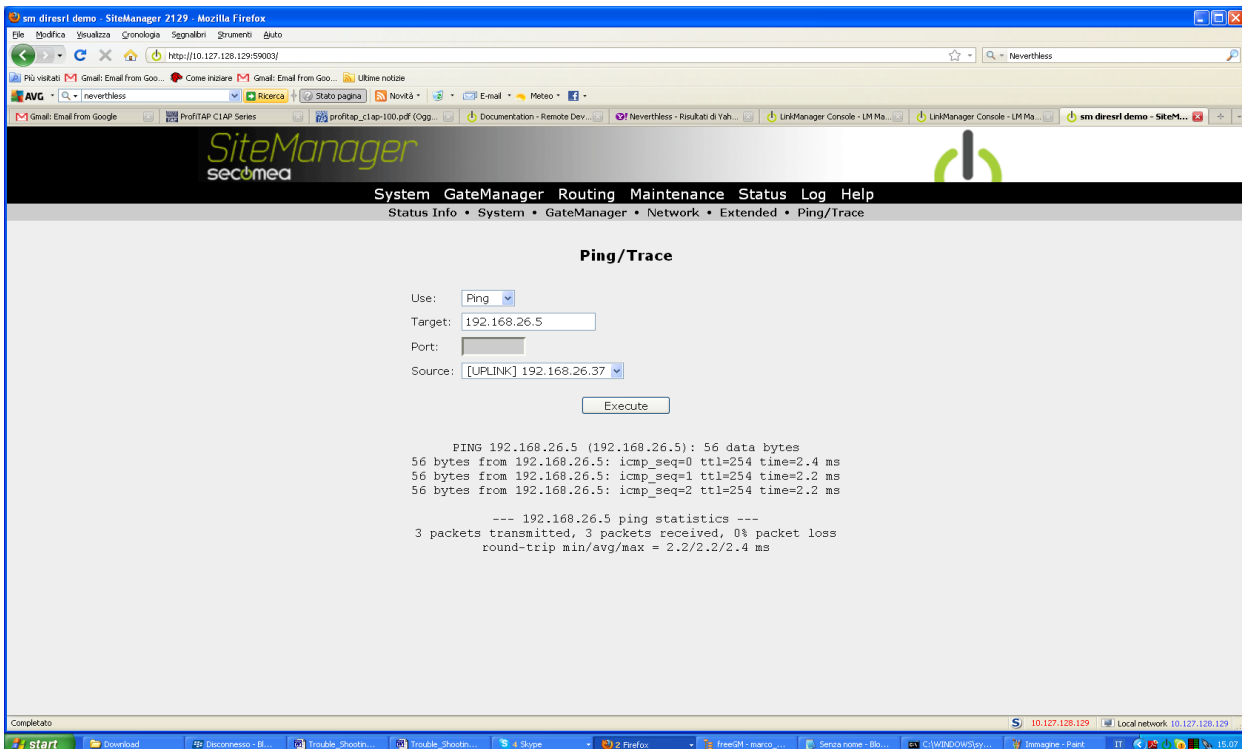 sm diresrl demo - SiteManager 2129 - Mozilla Firefox
File Modifica Visualizza Cronologia Segnalibri Strumenti Aiuto
http://10.127.128.129:59003/
Neverthless
Più visitati Gmail: Email from Goo... Come iniziare Gmail: Email from Goo... Ultime notizie
AVG neverthless Ricerca Stato pagina Novità E-mail Meteo
Gmail: Email from Google ProfiTAP C1AP Series profitap_c1ap-100.pdf (Ogg... Documentation - Remote Dev... Neverthless - Risultati di Yah... LinkManager Console - LM Ma... LinkManager Console - LM Ma... sm diresrl demo - SiteM...
SiteManager
secomea
System GateManager Routing Maintenance Status Log Help
Status Info • System • GateManager • Network • Extended • Ping/Trace
Ping/Trace
Use: Ping
Target: 192.168.26.5
Port:
Source: [UPLINK] 192.168.26.37
Execute
PING 192.168.26.5 (192.168.26.5): 56 data bytes
56 bytes from 192.168.26.5: icmp_seq=0 ttl=254 time=2.4 ms
56 bytes from 192.168.26.5: icmp_seq=1 ttl=254 time=2.2 ms
56 bytes from 192.168.26.5: icmp_seq=2 ttl=254 time=2.2 ms
--- 192.168.26.5 ping statistics ---
3 packets transmitted, 3 packets received, 0% packet loss
round-trip min/avg/max = 2.2/2.2/2.4 ms
Completato
10.127.128.129 Local network 10.127.128.129
start Download Disconnesso - Bl... Trouble_Shootin... Trouble_Shootin... 4 Skype 2 Firefox freeGM - marco_... Senza nome - Blo... C:\WINDOWS\sy... Immagine - Paint IT 15.07